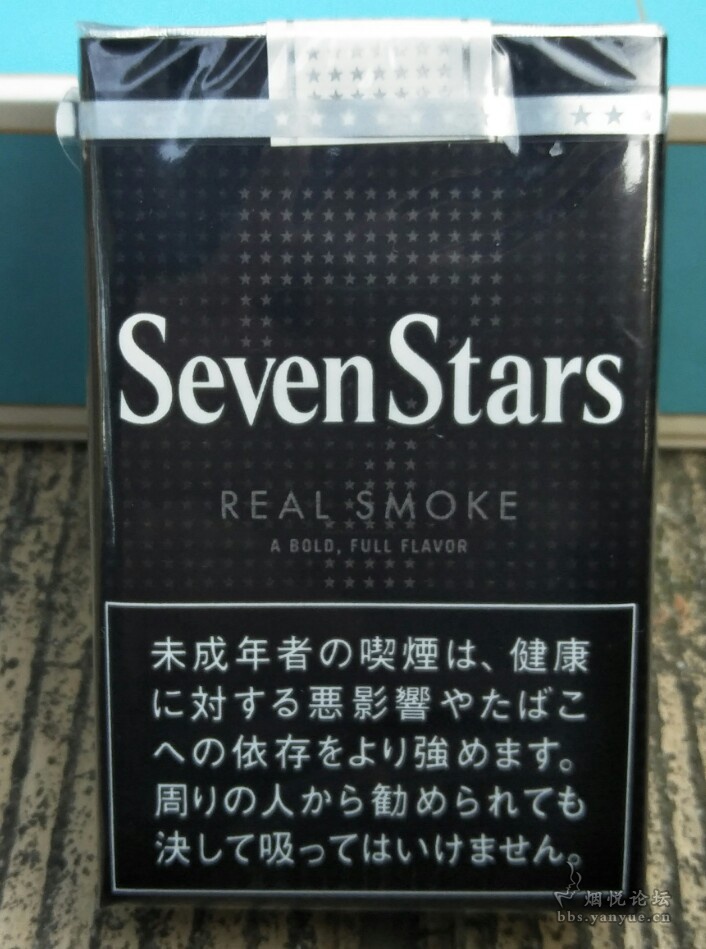 Seven Stars
REAL SMOKE
A BOLD, FULL FLAVOR
未成年者の喫煙は、健康
に対する悪影響やたばこ
への依存をより強めます。
周りの人から勧められても
決して吸ってはいけません。
烟悦论坛
bbs.yanyue.cn